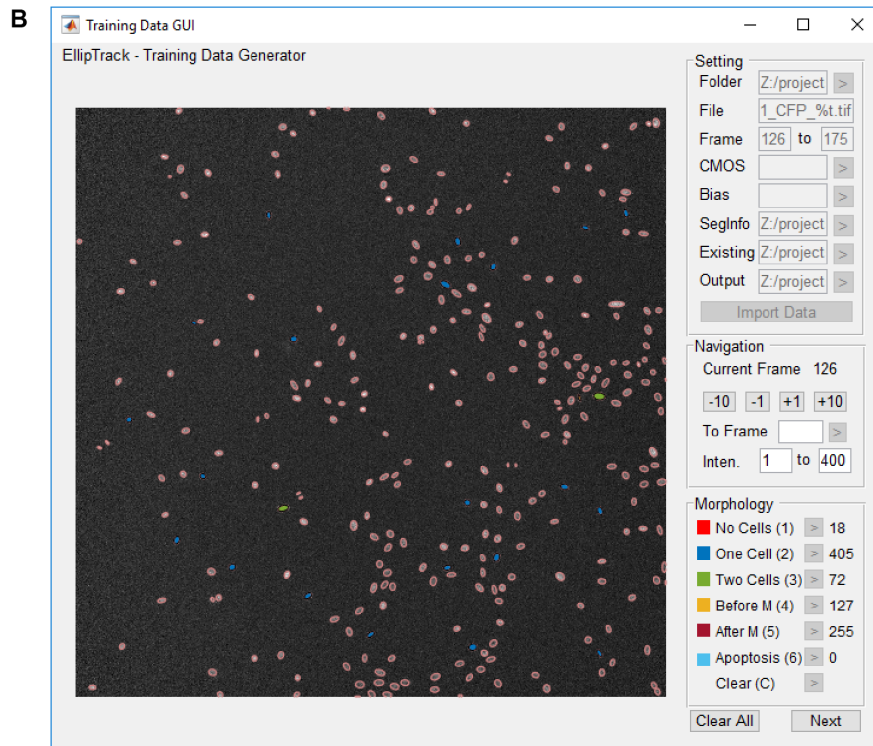 B
Training Data GUI
EllipTrack - Training Data Generator
Setting
Folder Z:/project >
File 1_CFP_%t.tif
Frame 126 to 175
CMOS >
Bias >
SegInfo Z:/project >
Existing Z:/project >
Output Z:/project >
Import Data
Navigation
Current Frame 126
-10 -1 +1 +10
To Frame >
Inten. 1 to 400
Morphology
No Cells (1) > 18
One Cell (2) > 405
Two Cells (3) > 72
Before M (4) > 127
After M (5) > 255
Apoptosis (6) > 0
Clear (C) >
Clear All Next